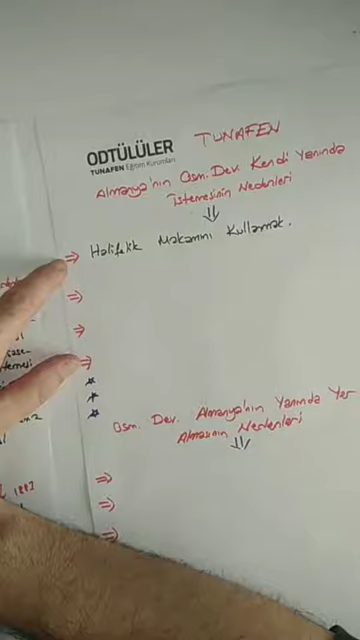 ODTÜLÜLER
TUNAFEN Eğitim Kurumları
TUNAFEN
Almanya'nın Osm. Dev. Kendi Yanında
İstemesinin Nedenleri
⇓
⇒ Halifelik Makamını Kullanmak.
⇒
⇒
⇒
Osm. Dev. Almanya'nın Yanında Yer
Almasının Nedenleri
⇓
⇒
⇒
⇒